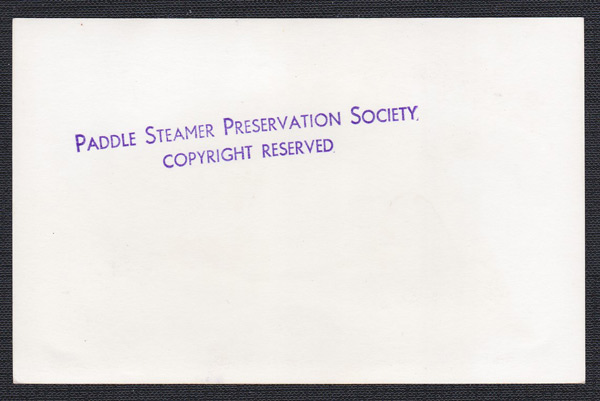 PADDLE STEAMER PRESERVATION SOCIETY.
COPYRIGHT RESERVED.